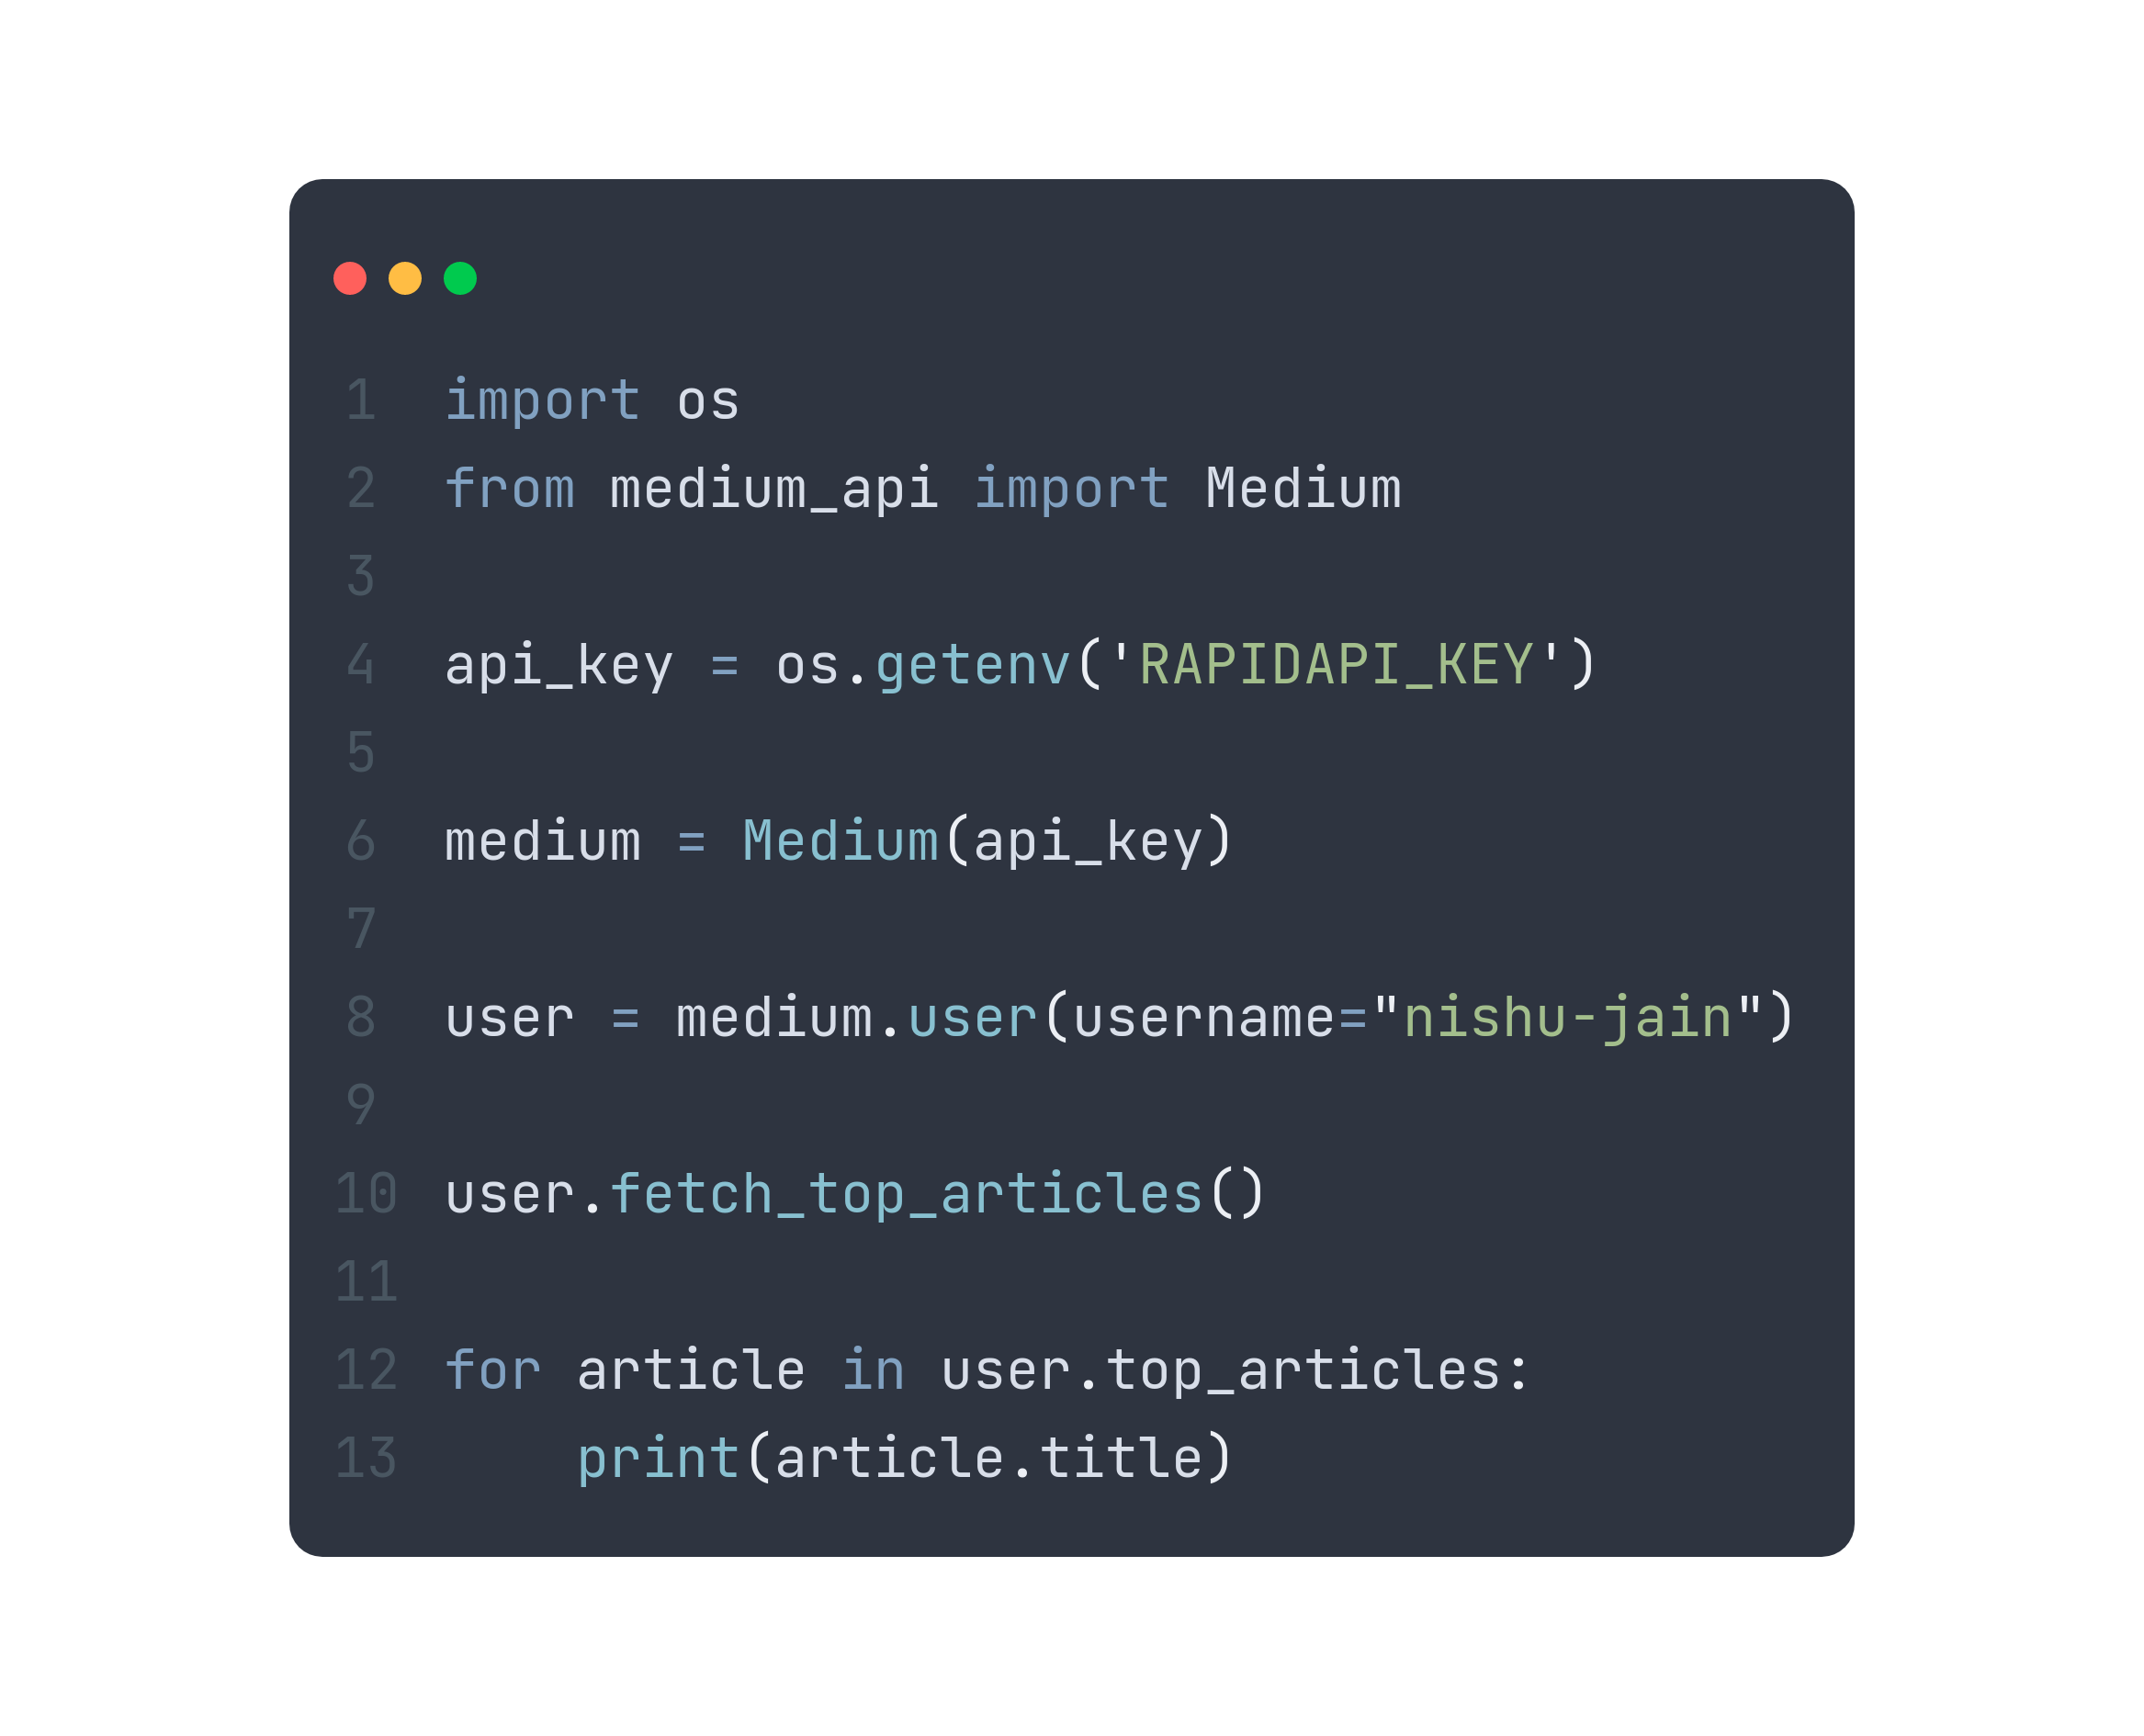 1 import os
2 from medium_api import Medium
3
4 api_key = os.getenv('RAPIDAPI_KEY')
5
6 medium = Medium(api_key)
7
8 user = medium.user(username="nishu-jain")
9
10 user.fetch_top_articles()
11
12 for article in user.top_articles:
13     print(article.title)